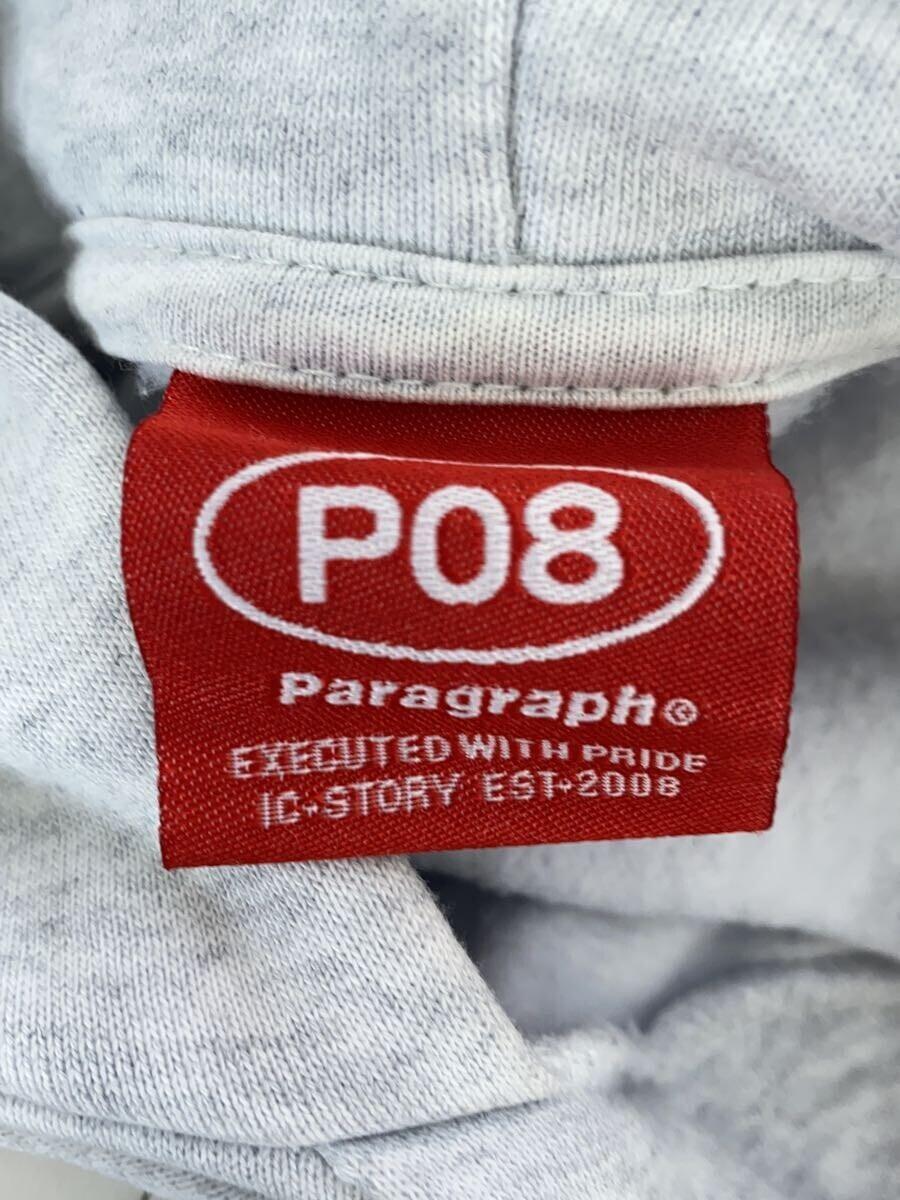 P08
Paragraph©
EXECUTED WITH PRIDE
IC-STORY EST-2008